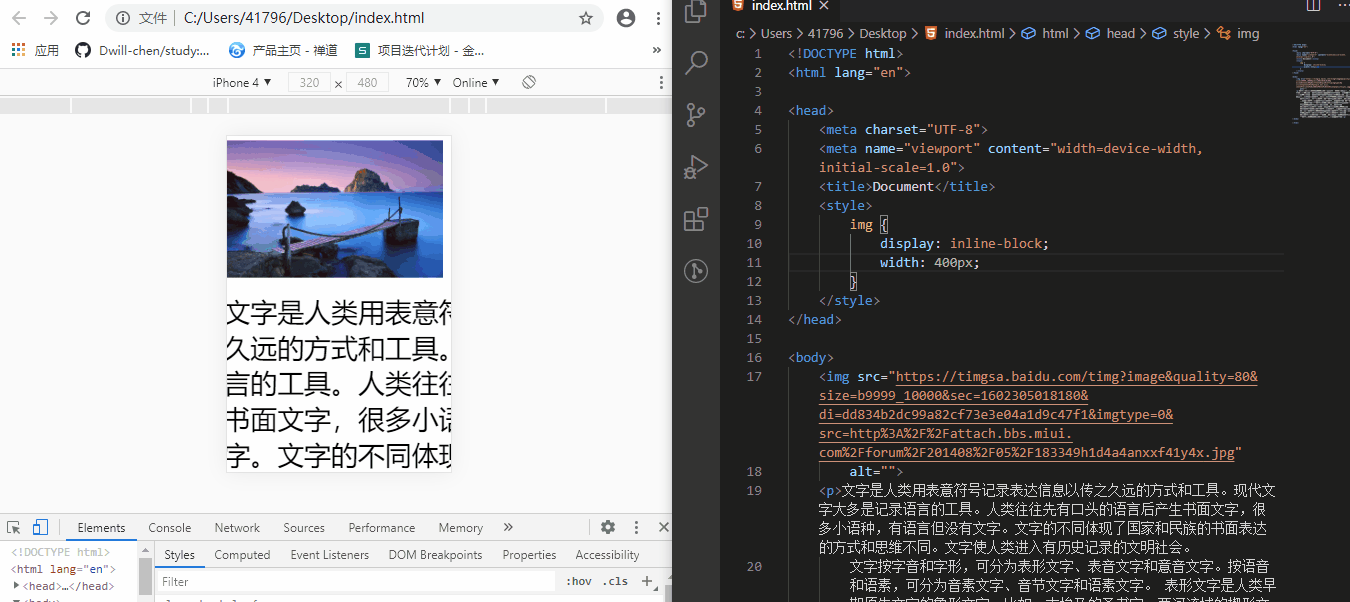 文件 C:/Users/41796/Desktop/index.html
应用 Dwill-chen/study:... 产品主页 - 禅道 项目迭代计划 - 金... »
iPhone 4 ▼ 320 x 480 70% ▼ Online ▼
文字是人类用表意符
久远的方式和工具。
言的工具。人类往往
书面文字，很多小语
字。文字的不同体现
Elements Console Network Sources Performance Memory »
<!DOCTYPE html>
<html lang="en">
<head>…</head>
Styles Computed Event Listeners DOM Breakpoints Properties Accessibility
Filter :hov .cls +
index.html
c: > Users > 41796 > Desktop > index.html > html > head > style > img
1 <!DOCTYPE html>
2 <html lang="en">
3
4 <head>
5 <meta charset="UTF-8">
6 <meta name="viewport" content="width=device-width,
initial-scale=1.0">
7 <title>Document</title>
8 <style>
9 img {
10 display: inline-block;
11 width: 400px;
12 }
13 </style>
14 </head>
15
16 <body>
17 <img src="https://timgsa.baidu.com/timg?image&quality=80&
size=b9999_10000&sec=1602305018180&
di=dd834b2dc99a82cf73e3e04a1d9c47f1&imgtype=0&
src=http%3A%2F%2Fattach.bbs.miui.
com%2Fforum%2F201408%2F05%2F183349h1d4a4anxxf41y4x.jpg"
18 alt="">
19 <p>文字是人类用表意符号记录表达信息以传之久远的方式和工具。现代文
字大多是记录语言的工具。人类往往先有口头的语言后产生书面文字，很
多小语种，有语言但没有文字。文字的不同体现了国家和民族的书面表达
的方式和思维不同。文字使人类进入有历史记录的文明社会。
20 文字按字音和字形，可分为表形文字、表音文字和意音文字。按语音
和语素，可分为音素文字、音节文字和语素文字。 表形文字是人类早